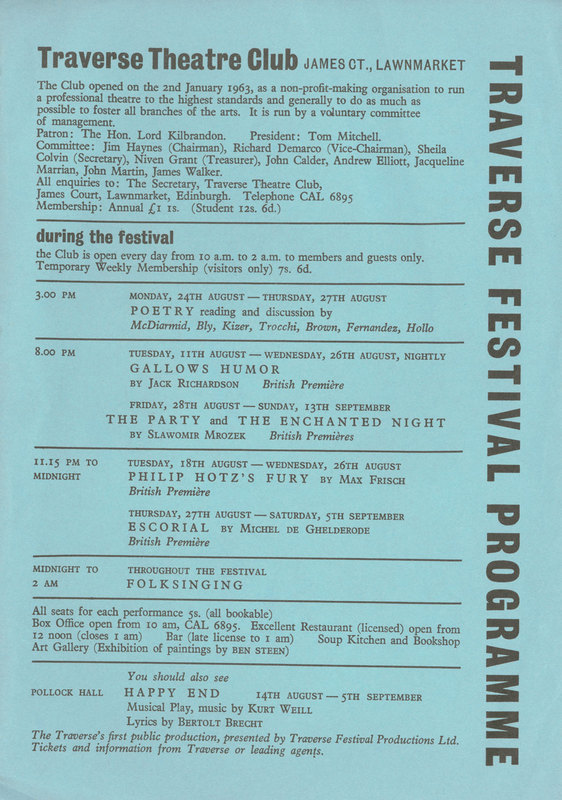 Traverse Theatre Club JAMES CT., LAWNMARKET
The Club opened on the 2nd January 1963, as a non-profit-making organisation to run
a professional theatre to the highest standards and generally to do as much as
possible to foster all branches of the arts. It is run by a voluntary committee
of management.
Patron: The Hon. Lord Kilbrandon. President: Tom Mitchell.
Committee: Jim Haynes (Chairman), Richard Demarco (Vice-Chairman), Sheila
Colvin (Secretary), Niven Grant (Treasurer), John Calder, Andrew Elliott, Jacqueline
Marrian, John Martin, James Walker.
All enquiries to: The Secretary, Traverse Theatre Club,
James Court, Lawnmarket, Edinburgh. Telephone CAL 6895
Membership: Annual £1 1s. (Student 12s. 6d.)
during the festival
the Club is open every day from 10 a.m. to 2 a.m. to members and guests only.
Temporary Weekly Membership (visitors only) 7s. 6d.
3.00 PM MONDAY, 24TH AUGUST — THURSDAY, 27TH AUGUST
POETRY reading and discussion by
McDiarmid, Bly, Kizer, Trocchi, Brown, Fernandez, Hollo
8.00 PM TUESDAY, 11TH AUGUST — WEDNESDAY, 26TH AUGUST, NIGHTLY
GALLOWS HUMOR
BY JACK RICHARDSON British Première
FRIDAY, 28TH AUGUST — SUNDAY, 13TH SEPTEMBER
THE PARTY and THE ENCHANTED NIGHT
BY SLAWOMIR MROZEK British Premières
11.15 PM TO TUESDAY, 18TH AUGUST — WEDNESDAY, 26TH AUGUST
MIDNIGHT PHILIP HOTZ'S FURY BY MAX FRISCH
British Première
THURSDAY, 27TH AUGUST — SATURDAY, 5TH SEPTEMBER
ESCORIAL BY MICHEL DE GHELDERODE
British Première
MIDNIGHT TO THROUGHOUT THE FESTIVAL
2 AM FOLKSINGING
All seats for each performance 5s. (all bookable)
Box Office open from 10 am, CAL 6895. Excellent Restaurant (licensed) open from
12 noon (closes 1 am) Bar (late license to 1 am) Soup Kitchen and Bookshop
Art Gallery (Exhibition of paintings by BEN STEEN)
You should also see
POLLOCK HALL HAPPY END 14TH AUGUST — 5TH SEPTEMBER
Musical Play, music by KURT WEILL
Lyrics by BERTOLT BRECHT
The Traverse's first public production, presented by Traverse Festival Productions Ltd.
Tickets and information from Traverse or leading agents.
TRAVERSE FESTIVAL PROGRAMME